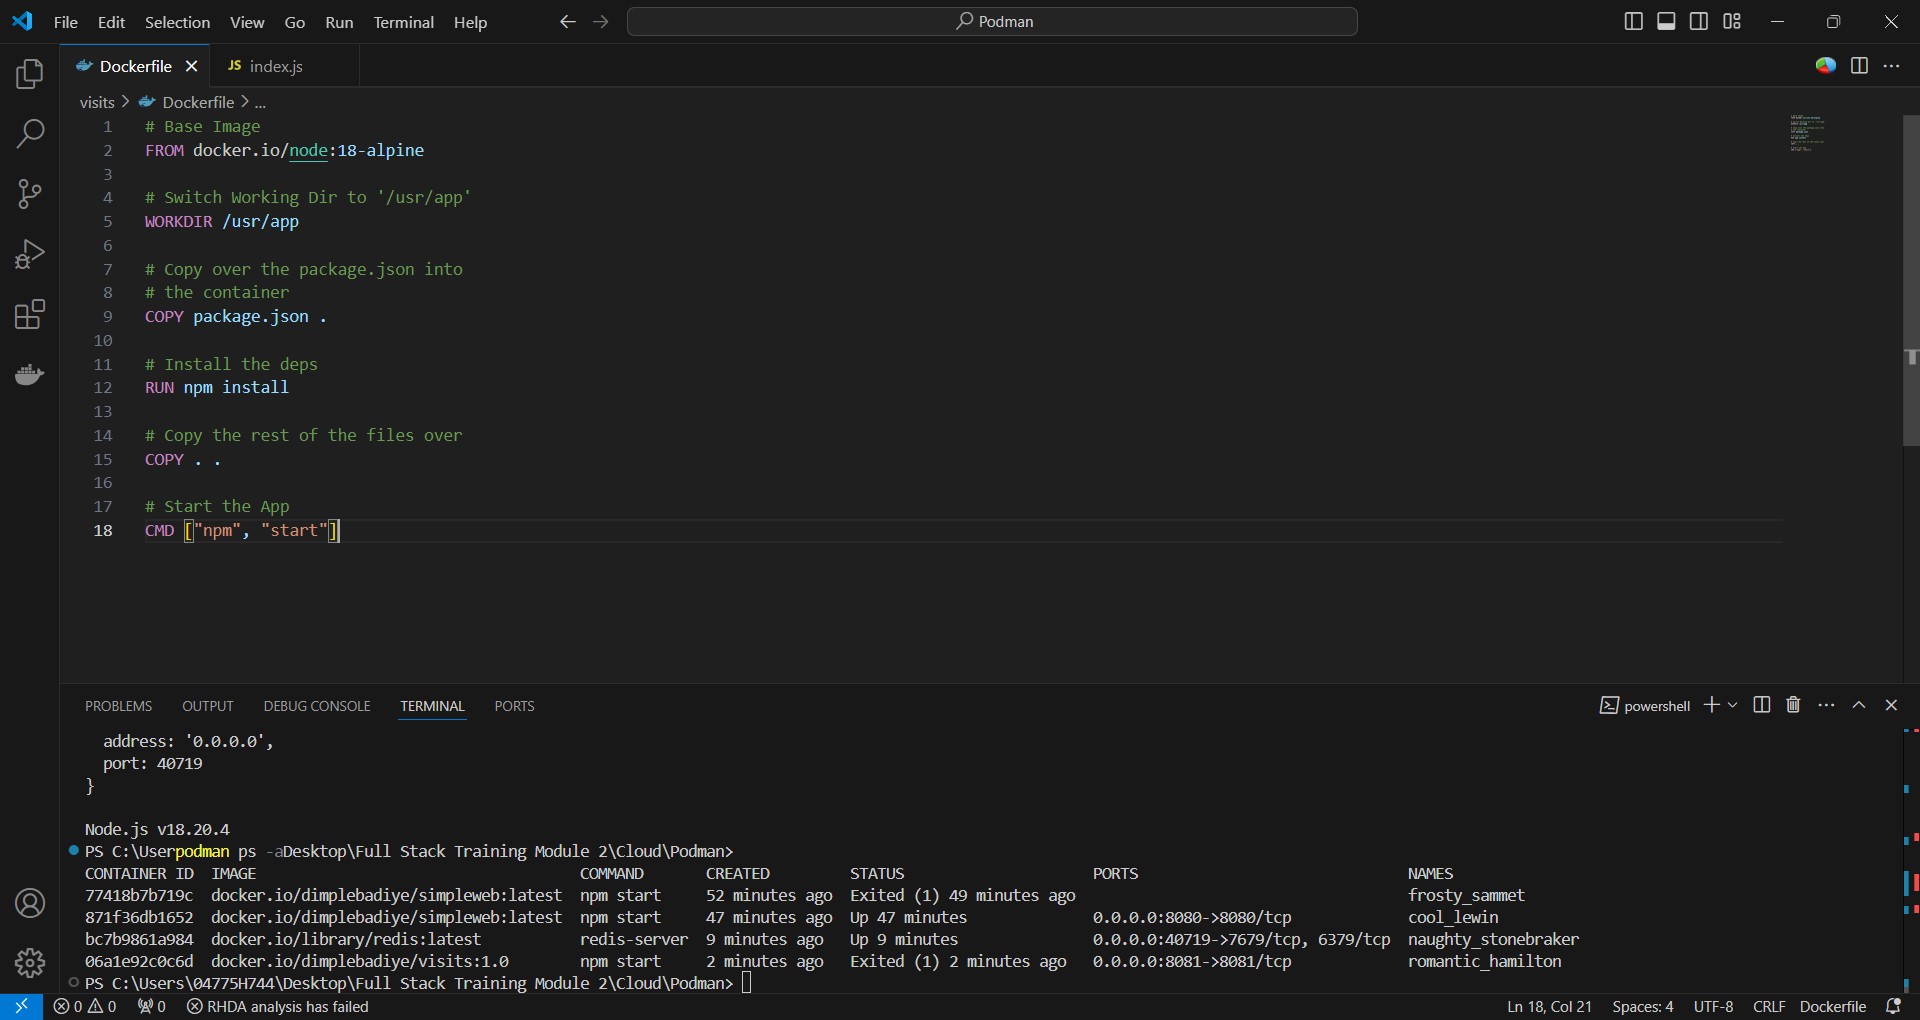 File Edit Selection View Go Run Terminal Help
Podman
Dockerfile
JS index.js
visits > Dockerfile > ...
1 # Base Image
2 FROM docker.io/node:18-alpine
3
4 # Switch Working Dir to '/usr/app'
5 WORKDIR /usr/app
6
7 # Copy over the package.json into
8 # the container
9 COPY package.json .
10
11 # Install the deps
12 RUN npm install
13
14 # Copy the rest of the files over
15 COPY . .
16
17 # Start the App
18 CMD ["npm", "start"]
PROBLEMS OUTPUT DEBUG CONSOLE TERMINAL PORTS
powershell
address: '0.0.0.0',
port: 40719
}
Node.js v18.20.4
PS C:\Userpodman ps -aDesktop\Full Stack Training Module 2\Cloud\Podman>
CONTAINER ID IMAGE COMMAND CREATED STATUS PORTS NAMES
77418b7b719c docker.io/dimplebadiye/simpleweb:latest npm start 52 minutes ago Exited (1) 49 minutes ago frosty_sammet
871f36db1652 docker.io/dimplebadiye/simpleweb:latest npm start 47 minutes ago Up 47 minutes 0.0.0.0:8080->8080/tcp cool_lewin
bc7b9861a984 docker.io/library/redis:latest redis-server 9 minutes ago Up 9 minutes 0.0.0.0:40719->7679/tcp, 6379/tcp naughty_stonebraker
06a1e92c0c6d docker.io/dimplebadiye/visits:1.0 npm start 2 minutes ago Exited (1) 2 minutes ago 0.0.0.0:8081->8081/tcp romantic_hamilton
PS C:\Users\04775H744\Desktop\Full Stack Training Module 2\Cloud\Podman>
0 0 0 RHDA analysis has failed
Ln 18, Col 21 Spaces: 4 UTF-8 CRLF Dockerfile